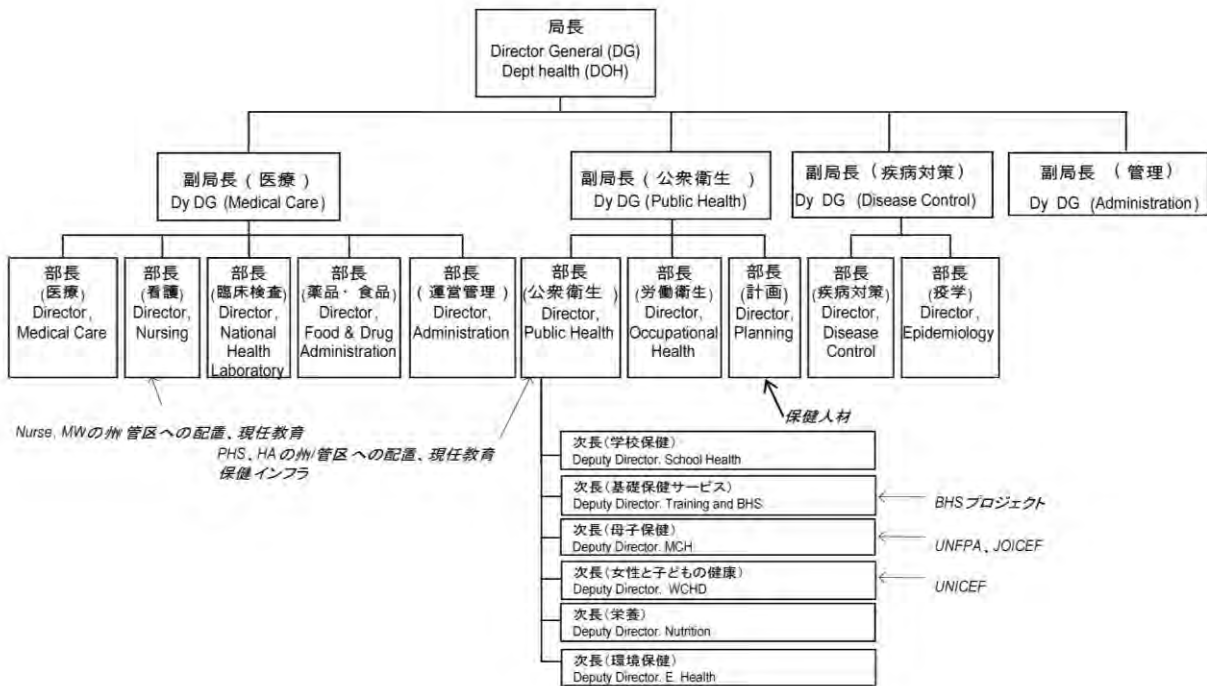 局長
Director General (DG)
Dept health (DOH)
副局長 ( 医療 )
Dy DG (Medical Care)
副局長 ( 公衆衛生 )
Dy DG (Public Health)
副局長 (疾病対策)
Dy DG (Disease Control)
副局長 (管理)
Dy DG (Administration)
部長
(医療)
Director,
Medical Care
部長
(看護)
Director,
Nursing
部長
(臨床検査)
Director,
National
Health
Laboratory
部長
(薬品・食品)
Director,
Food & Drug
Administration
部長
( 運営管理 )
Director,
Administration
部長
(公衆衛生 )
Director,
Public Health
部長
(労働衛生 )
Director,
Occupational
Health
部長
(計画)
Director,
Planning
部長
(疾病対策)
Director,
Disease
Control
部長
(疫学)
Director,
Epidemiology
Nurse, MWの州/管区への配置、現任教育
PHS、HAの州/管区への配置、現任教育
保健インフラ
保健人材
次長(学校保健)
Deputy Director. School Health
次長(基礎保健サービス)
Deputy Director. Training and BHS
BHSプロジェクト
次長(母子保健)
Deputy Director. MCH
UNFPA、JOICEF
次長(女性と子どもの健康)
Deputy Director. WCHD
UNICEF
次長(栄養)
Deputy Director. Nutrition
次長(環境保健)
Deputy Director. E. Health